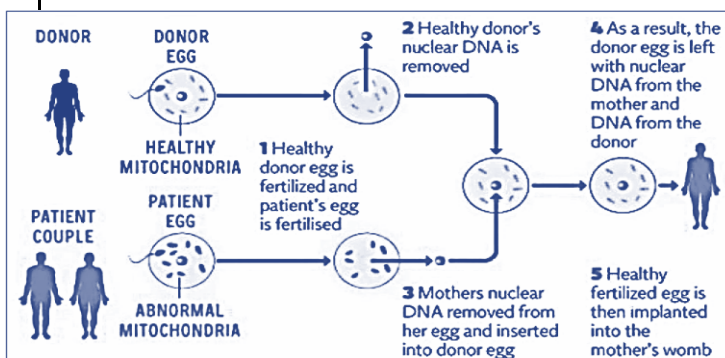 DONOR
DONOR
EGG
HEALTHY
MITOCHONDRIA
1 Healthy
donor egg is
fertilized and
patient's egg
is fertilised
2 Healthy donor's
nuclear DNA is
removed
4 As a result, the
donor egg is left
with nuclear
DNA from the
mother and
DNA from the
donor
PATIENT
COUPLE
PATIENT
EGG
ABNORMAL
MITOCHONDRIA
3 Mothers nuclear
DNA removed from
her egg and inserted
into donor egg
5 Healthy
fertilized egg is
then implanted
into the
mother's womb